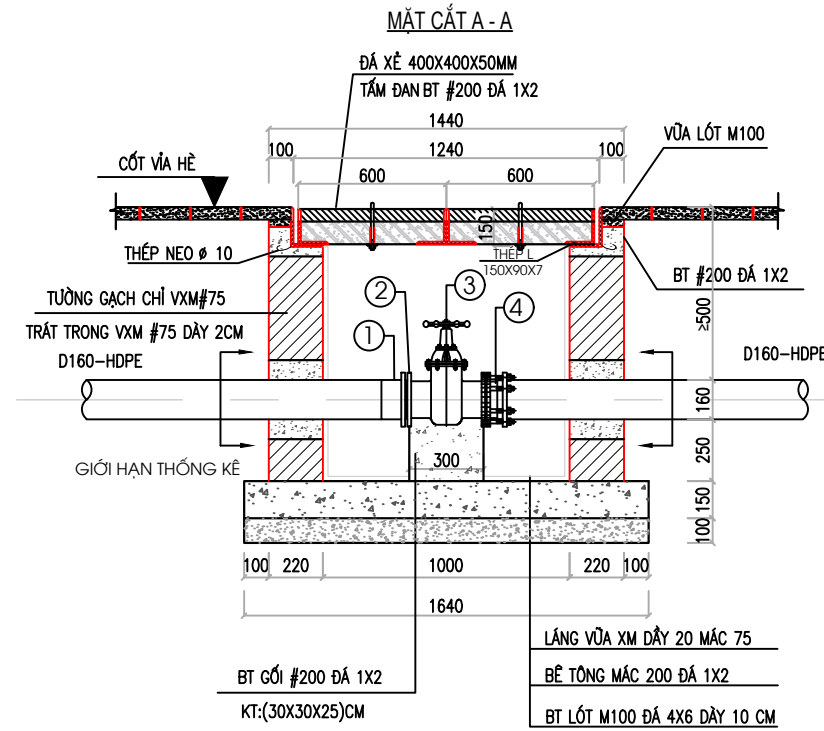 MẶT CẮT A - A
ĐÁ XẺ 400X400X50MM
TẤM ĐAN BT #200 ĐÁ 1X2
1440
VỮA LÓT M100
100
1240
100
CỐT VỈA HÈ
600
600
150
THÉP NEO ø 10
THÉP L
150X90X7
BT #200 ĐÁ 1X2
TƯỜNG GẠCH CHỈ VXM#75
TRÁT TRONG VXM #75 DÀY 2CM
≥500
1
2
3
4
D160-HDPE
D160-HDPE
160
250
300
GIỚI HẠN THỐNG KÊ
150
100
100
220
1000
220
100
1640
LÁNG VỮA XM DẦY 20 MÁC 75
BT GỐI #200 ĐÁ 1X2
BÊ TÔNG MÁC 200 ĐÁ 1X2
KT:(30X30X25)CM
BT LÓT M100 ĐÁ 4X6 DÀY 10 CM